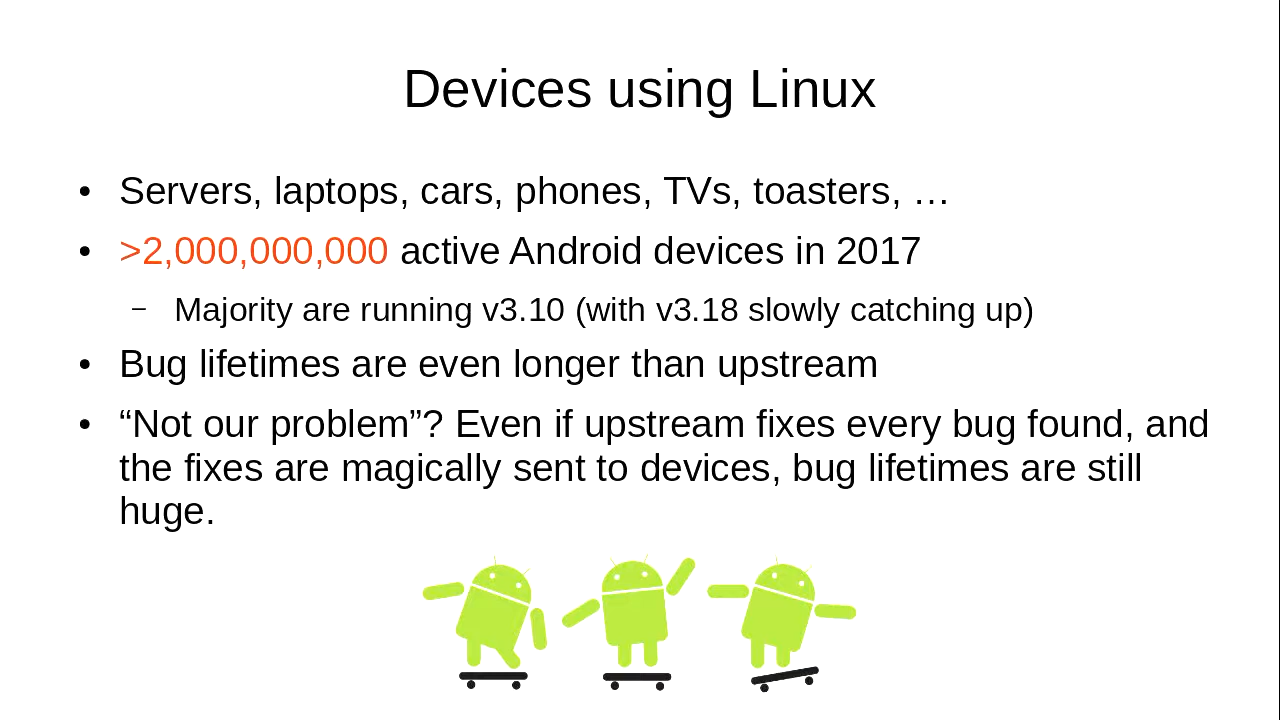 Devices using Linux
• Servers, laptops, cars, phones, TVs, toasters, …
• >2,000,000,000 active Android devices in 2017
– Majority are running v3.10 (with v3.18 slowly catching up)
• Bug lifetimes are even longer than upstream
• “Not our problem”? Even if upstream fixes every bug found, and
the fixes are magically sent to devices, bug lifetimes are still
huge.